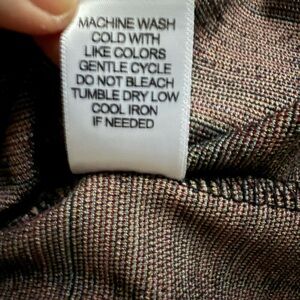 MACHINE WASH
COLD WITH
LIKE COLORS
GENTLE CYCLE
DO NOT BLEACH
TUMBLE DRY LOW
COOL IRON
IF NEEDED